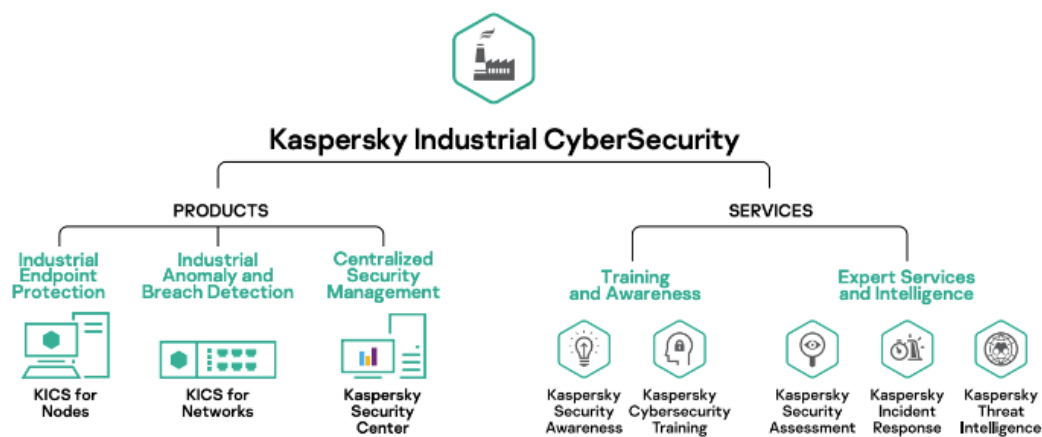 Kaspersky Industrial CyberSecurity
PRODUCTS
SERVICES
Industrial
Endpoint
Protection
Industrial
Anomaly and
Breach Detection
Centralized
Security
Management
Training
and Awareness
Expert Services
and Intelligence
KICS for
Nodes
KICS for
Networks
Kaspersky
Security
Center
Kaspersky
Security
Awareness
Kaspersky
Cybersecurity
Training
Kaspersky
Security
Assessment
Kaspersky
Incident
Response
Kaspersky
Threat
Intelligence